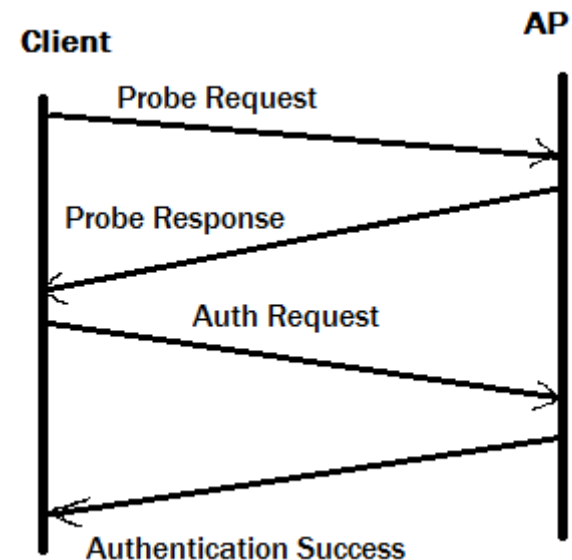 Client
AP
Probe Request
Probe Response
Auth Request
Authentication Success